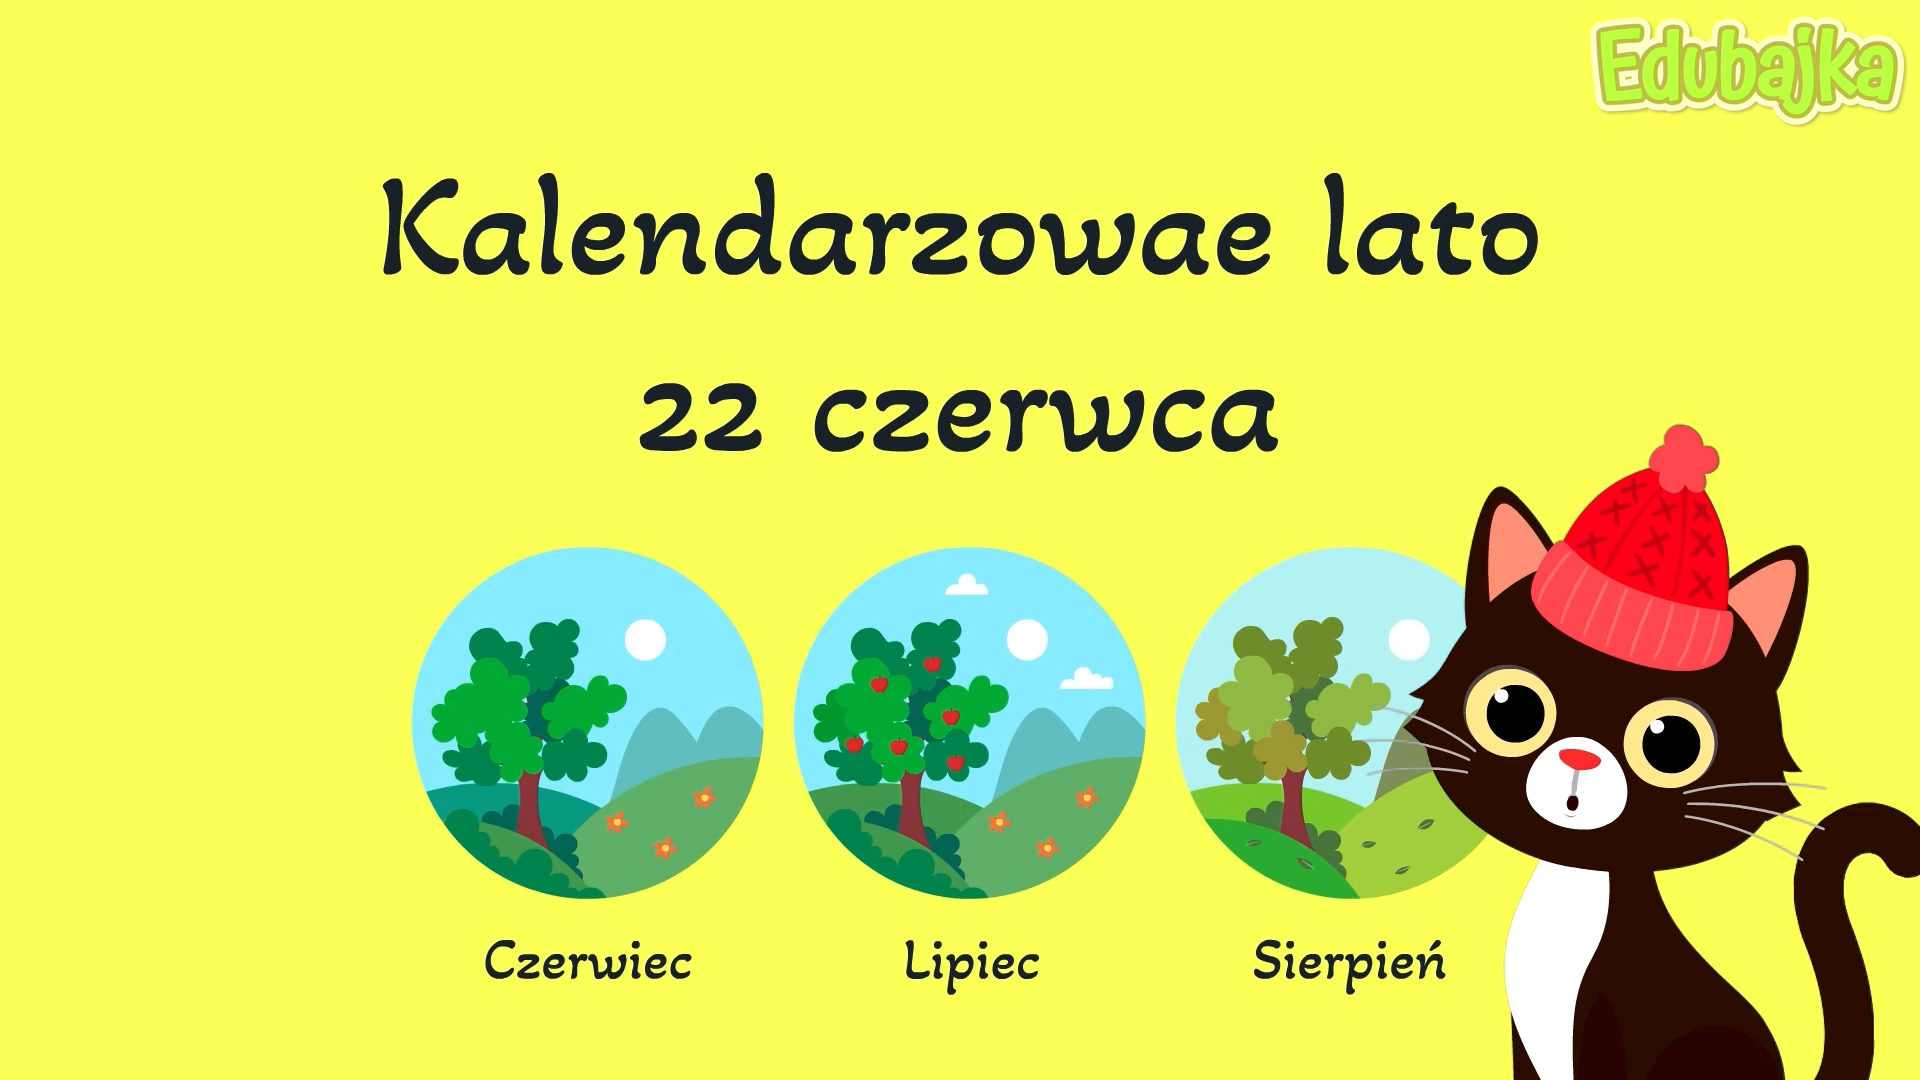 Edubajka
Kalendarzowae lato
22 czerwca
Czerwiec
Lipiec
Sierpień